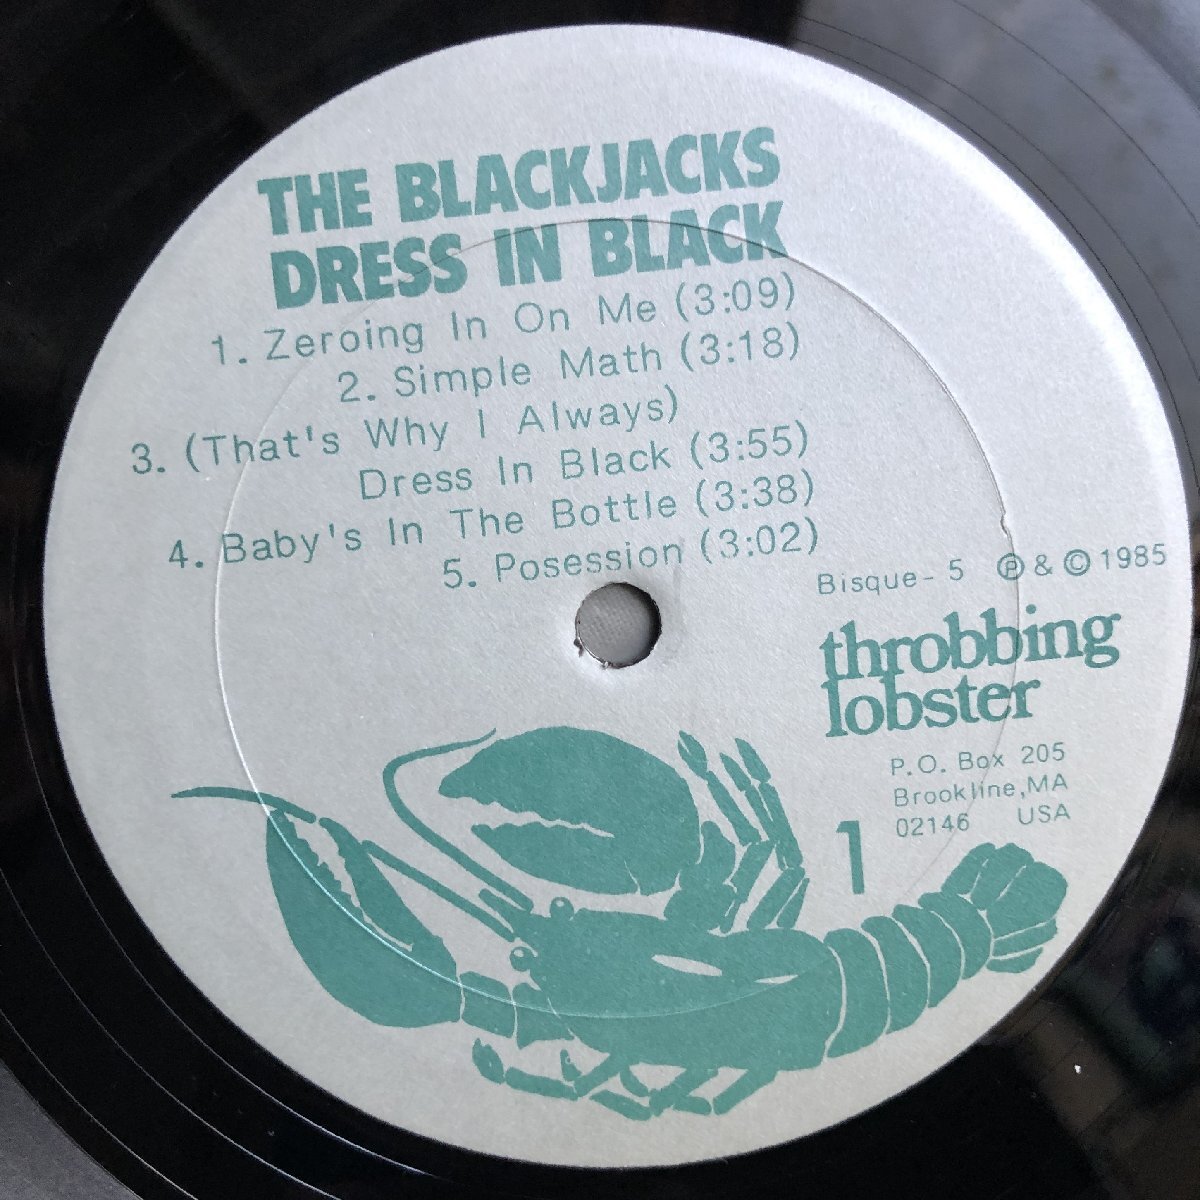 THE BLACKJACKS
DRESS IN BLACK
1. Zeroing In On Me (3:09)
2. Simple Math (3:18)
3. (That's Why I Always)
Dress In Black (3:55)
4. Baby's In The Bottle (3:38)
5. Posession (3:02)
Bisque- 5 ℗ & © 1985
throbbing
lobster
P.O. Box 205
Brookline,MA
02146 USA
1